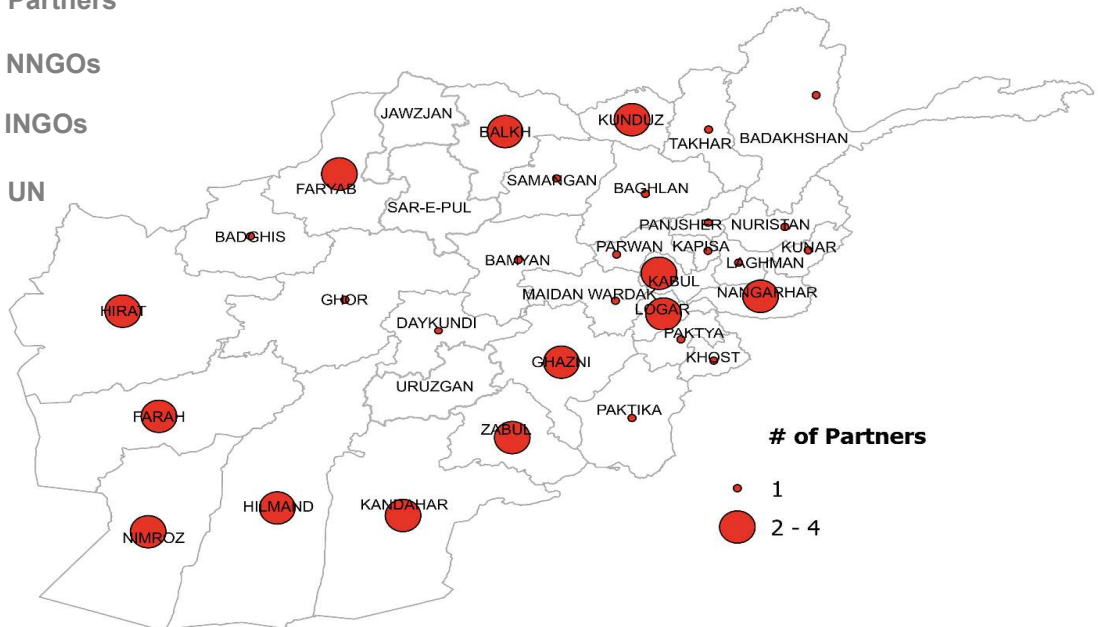 Partners
NNGOs
INGOs
UN
JAWZJAN
BALKH
KUNDUZ
TAKHAR
BADAKHSHAN
FARYAB
SAMANGAN
BAGHLAN
SAR-E-PUL
PANJSHER
NURISTAN
BADGHIS
PARWAN
KAPISA
KUNAR
BAMYAN
LAGHMAN
KABUL
MAIDAN WARDAK
NANGARHAR
GHOR
HIRAT
LOGAR
DAYKUNDI
PAKTYA
KHOST
GHAZNI
URUZGAN
PAKTIKA
FARAH
ZABUL
# of Partners
1
2 - 4
HILMAND
KANDAHAR
NIMROZ